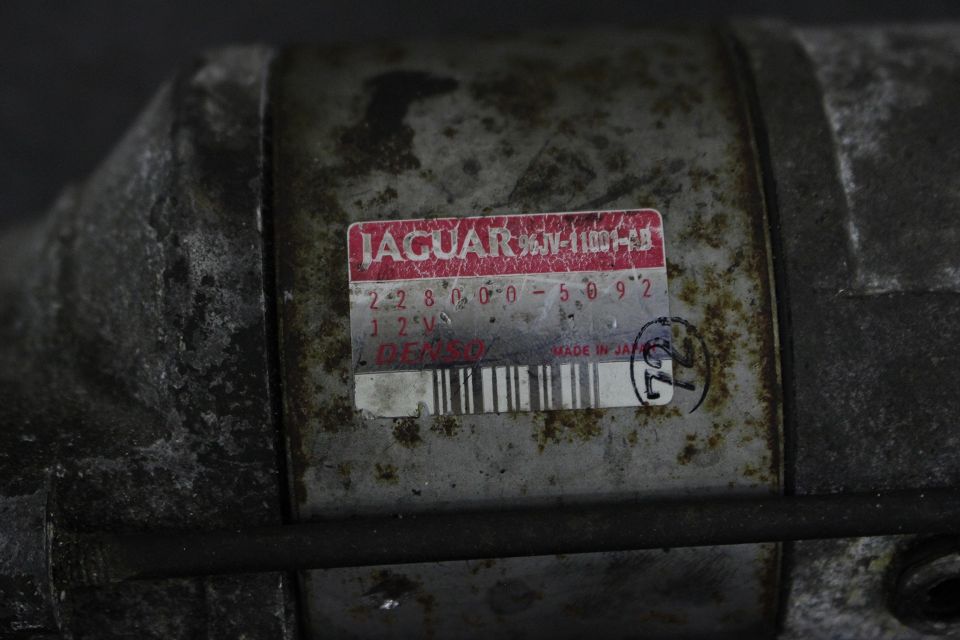 JAGUAR 96JV-11001-AB
228000-5092
12V
DENSO MADE IN JAPAN